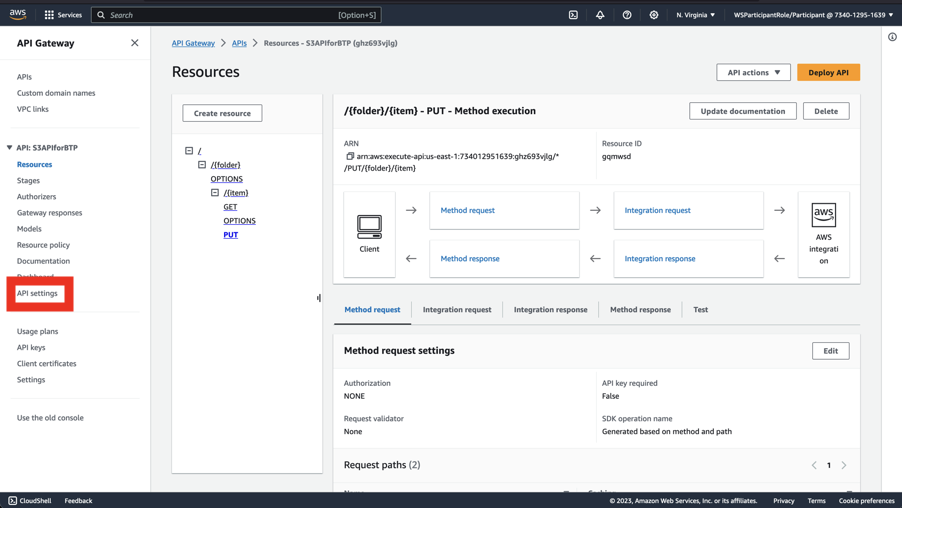 aws
Services
Search
[Option+S]
N. Virginia ▼
WSParticipantRole/Participant @ 7340-1295-1639 ▼
API Gateway
APIs
Custom domain names
VPC links
▼ API: S3APIforBTP
Resources
Stages
Authorizers
Gateway responses
Models
Resource policy
Documentation
Dashboard
API settings
Usage plans
API keys
Client certificates
Settings
Use the old console
API Gateway > APIs > Resources - S3APIforBTP (ghz693vjlg)
Resources
API actions ▼
Deploy API
Create resource
/
/{folder}
OPTIONS
/{item}
GET
OPTIONS
PUT
/{folder}/{item} - PUT - Method execution
Update documentation
Delete
ARN
arn:aws:execute-api:us-east-1:734012951639:ghz693vjlg/*
/PUT/{folder}/{item}
Resource ID
gqmwsd
Client
Method request
Integration request
Method response
Integration response
aws
AWS
integrati
on
Method request
Integration request
Integration response
Method response
Test
Method request settings
Edit
Authorization
NONE
API key required
False
Request validator
None
SDK operation name
Generated based on method and path
Request paths (2)
< 1 >
CloudShell
Feedback
© 2023, Amazon Web Services, Inc. or its affiliates.
Privacy
Terms
Cookie preferences